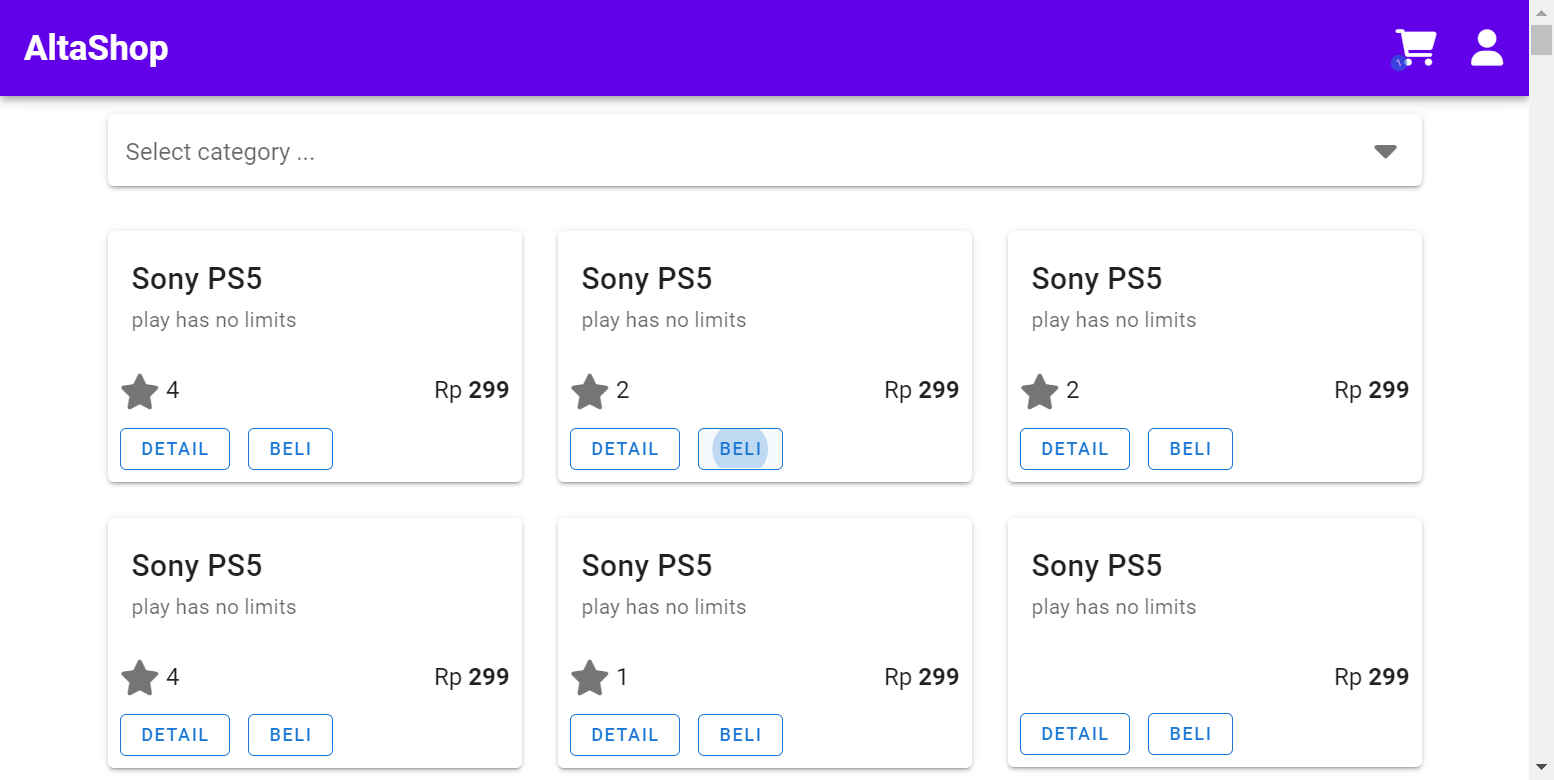 AltaShop
Select category ...
Sony PS5
play has no limits
4 Rp 299
DETAIL BELI
Sony PS5
play has no limits
2 Rp 299
DETAIL BELI
Sony PS5
play has no limits
2 Rp 299
DETAIL BELI
Sony PS5
play has no limits
4 Rp 299
DETAIL BELI
Sony PS5
play has no limits
1 Rp 299
DETAIL BELI
Sony PS5
play has no limits
Rp 299
DETAIL BELI